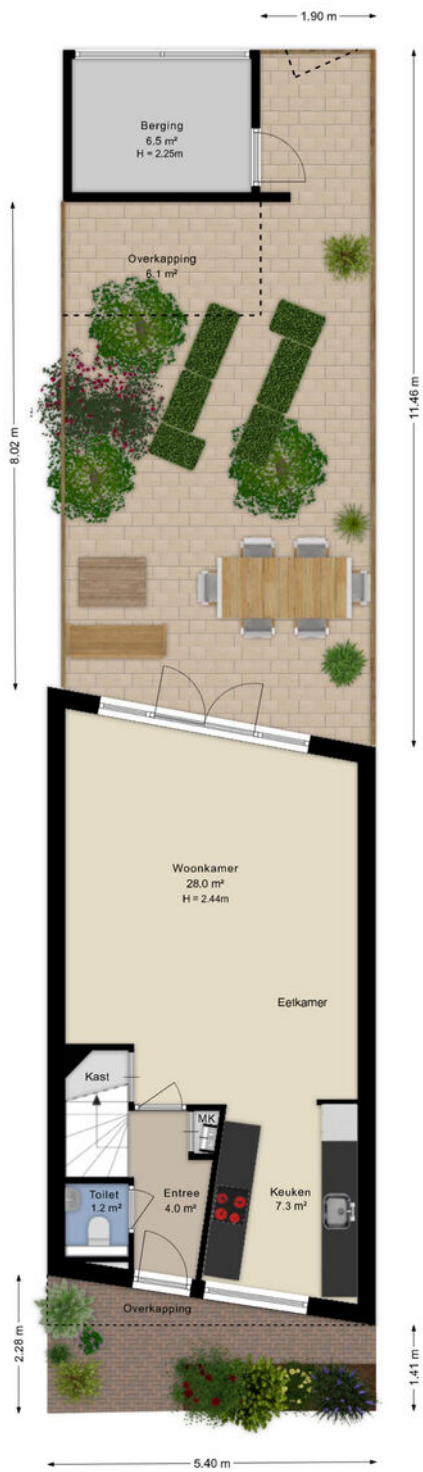 1.90 m
Berging
6.5 m²
H = 2.25m
Overkapping
6.1 m²
8.02 m
11.46 m
Woonkamer
28.0 m²
H = 2.44m
Eetkamer
Kast
MK
Toilet
1.2 m²
Entree
4.0 m²
Keuken
7.3 m²
Overkapping
2.28 m
1.41 m
5.40 m